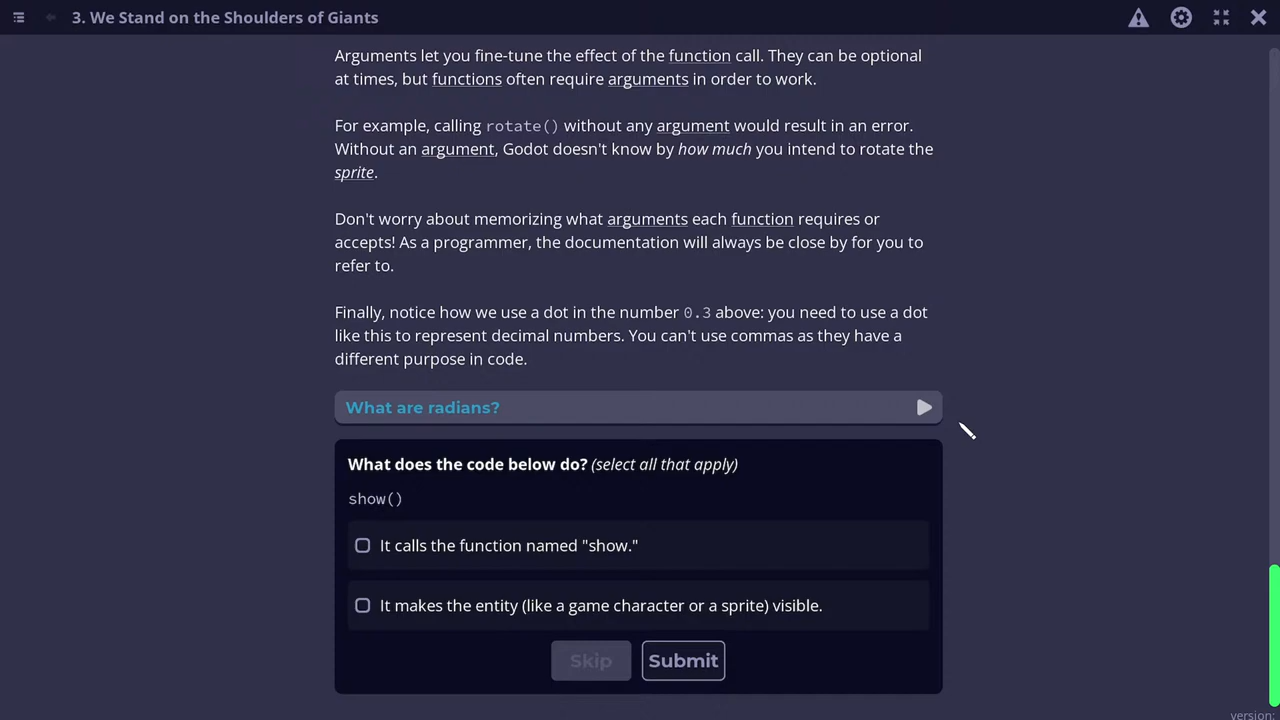 3. We Stand on the Shoulders of Giants
Arguments let you fine-tune the effect of the function call. They can be optional
at times, but functions often require arguments in order to work.
For example, calling rotate() without any argument would result in an error.
Without an argument, Godot doesn't know by how much you intend to rotate the
sprite.
Don't worry about memorizing what arguments each function requires or
accepts! As a programmer, the documentation will always be close by for you to
refer to.
Finally, notice how we use a dot in the number 0.3 above: you need to use a dot
like this to represent decimal numbers. You can't use commas as they have a
different purpose in code.
What are radians?
What does the code below do? (select all that apply)
show()
It calls the function named "show."
It makes the entity (like a game character or a sprite) visible.
Skip Submit
version: